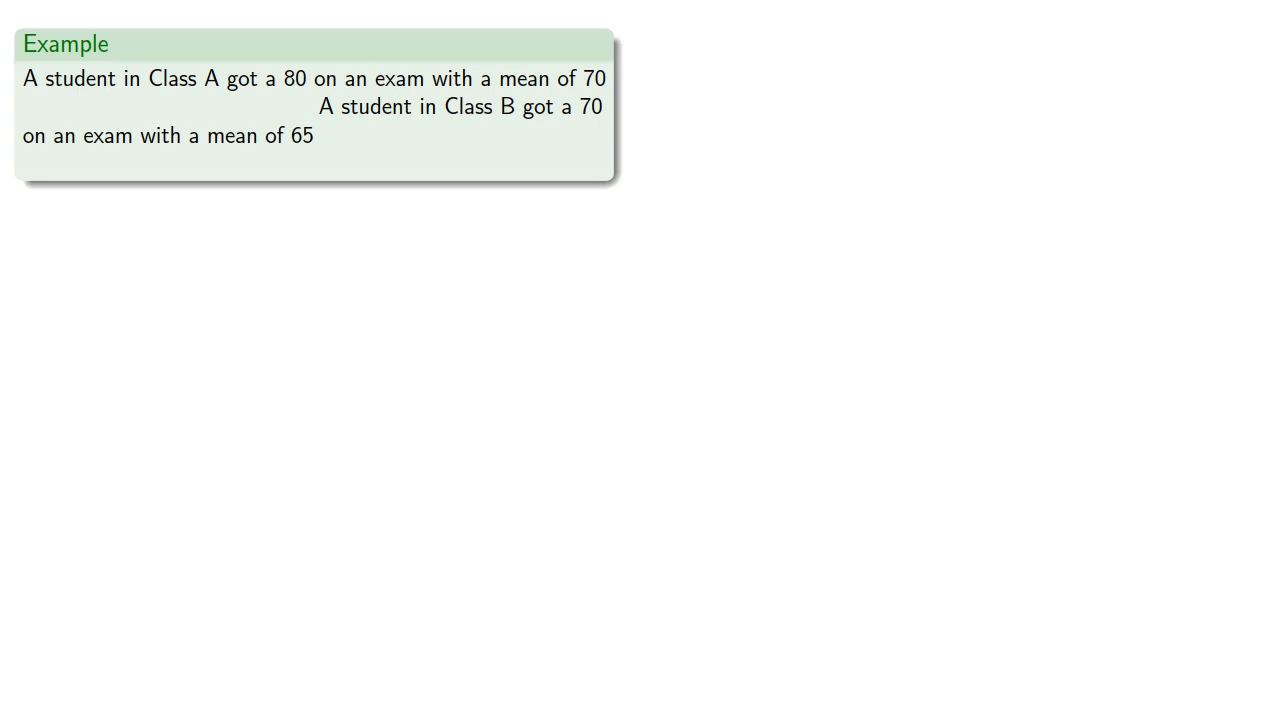 Example
A student in Class A got a 80 on an exam with a mean of 70
A student in Class B got a 70
on an exam with a mean of 65